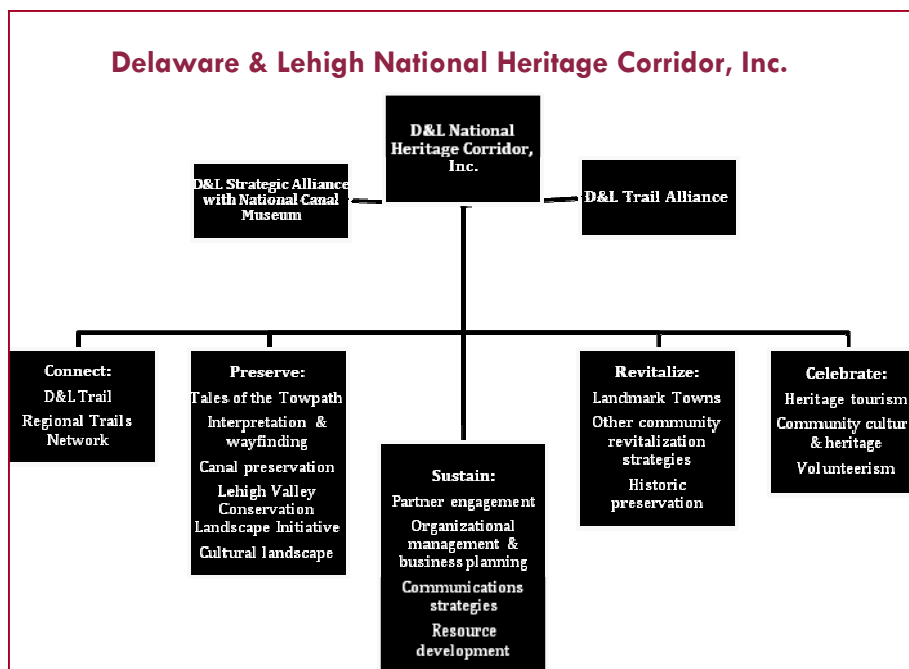 Delaware & Lehigh National Heritage Corridor, Inc.
D&L National
Heritage Corridor,
Inc.
D&L Strategic Alliance
with National Canal
Museum
D&L Trail Alliance
Connect:
D&L Trail
Regional Trails
Network
Preserve:
Tales of the Towpath
Interpretation &
wayfinding
Canal preservation
Lehigh Valley
Conservation
Landscape Initiative
Cultural landscape
Sustain:
Partner engagement
Organizational
management &
business planning
Communications
strategies
Resource
development
Revitalize:
Landmark Towns
Other community
revitalization
strategies
Historic
preservation
Celebrate:
Heritage tourism
Community cultur
& heritage
Volunteerism